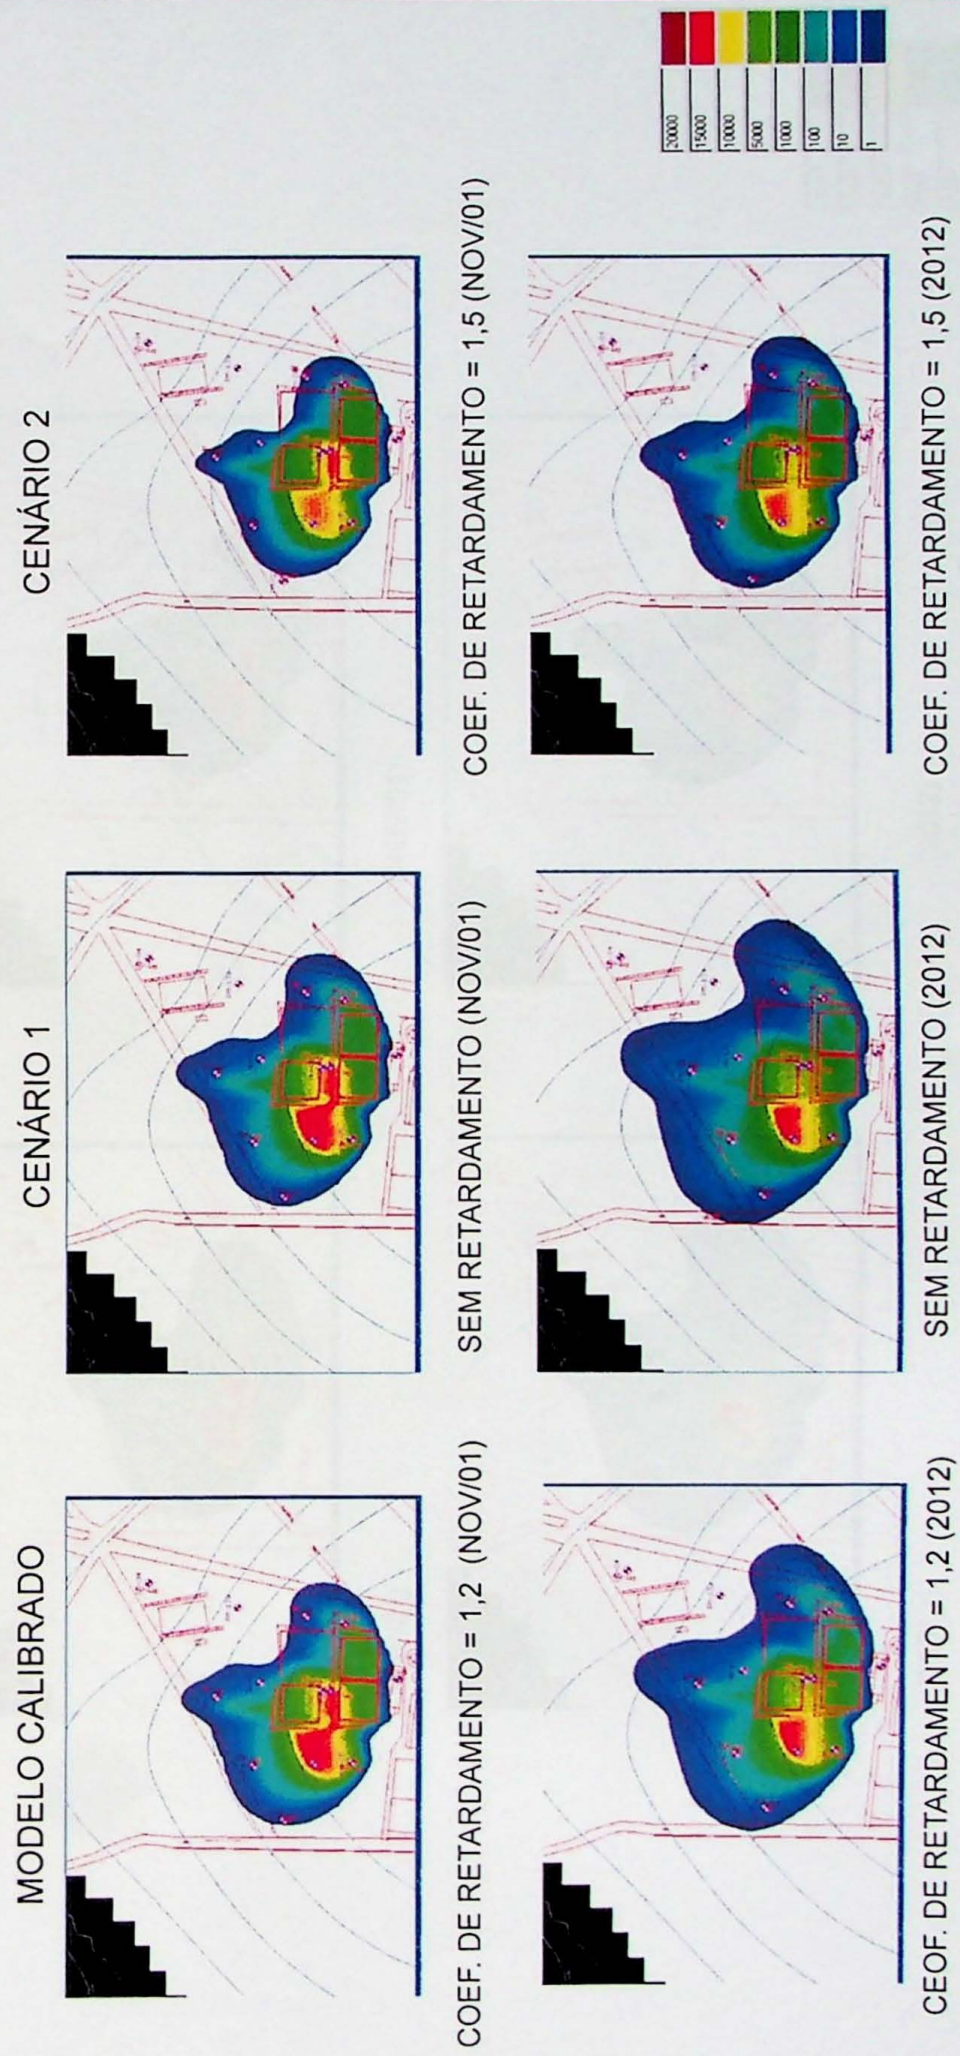 MODELO CALIBRADO
CENÁRIO 1
CENÁRIO 2
COEF. DE RETARDAMENTO = 1,2 (NOV/01)
SEM RETARDAMENTO (NOV/01)
COEF. DE RETARDAMENTO = 1,5 (NOV/01)
CEOF. DE RETARDAMENTO = 1,2 (2012)
SEM RETARDAMENTO (2012)
COEF. DE RETARDAMENTO = 1,5 (2012)
20000
15000
10000
5000
1000
100
10
1